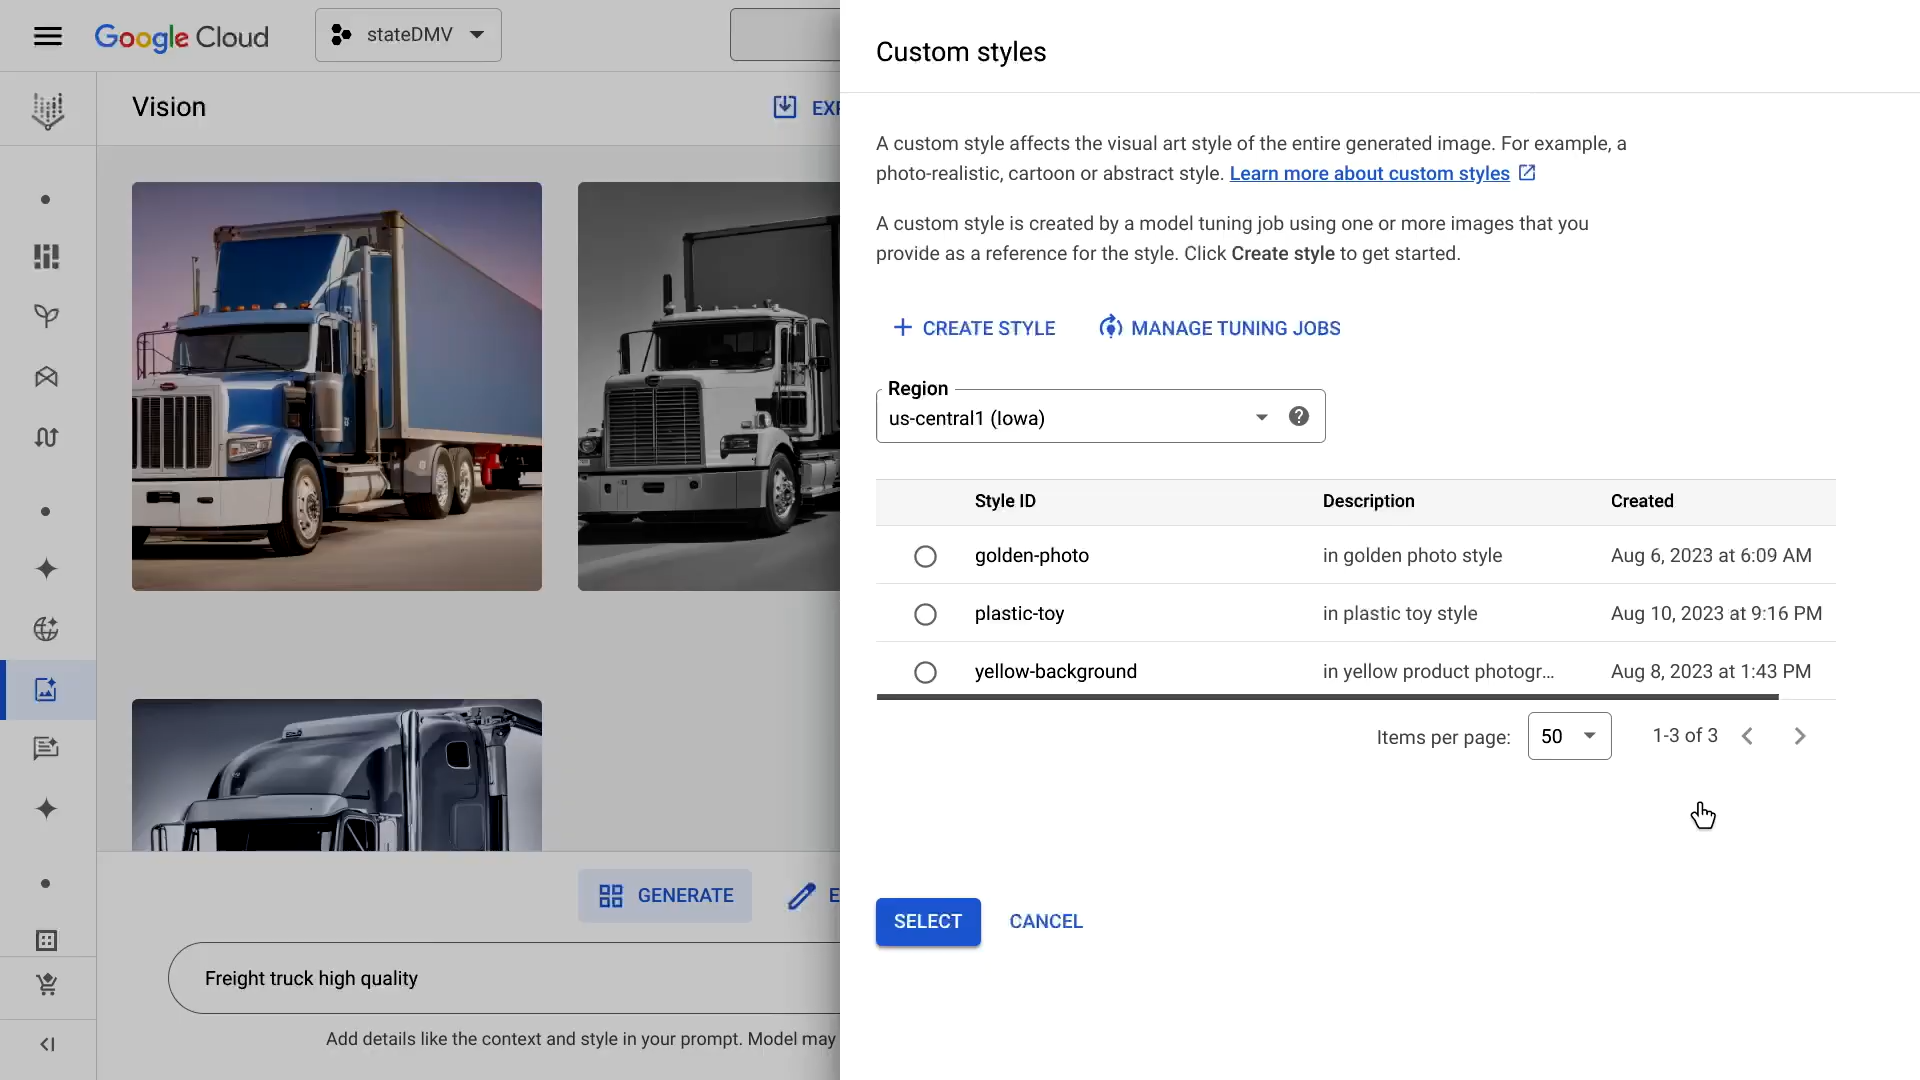 Google Cloud
stateDMV
Vision
EXP
GENERATE
E
Freight truck high quality
Add details like the context and style in your prompt. Model may
Custom styles
A custom style affects the visual art style of the entire generated image. For example, a
photo-realistic, cartoon or abstract style. Learn more about custom styles
A custom style is created by a model tuning job using one or more images that you
provide as a reference for the style. Click Create style to get started.
CREATE STYLE
MANAGE TUNING JOBS
Region
us-central1 (Iowa)
Style ID Description Created
golden-photo in golden photo style Aug 6, 2023 at 6:09 AM
plastic-toy in plastic toy style Aug 10, 2023 at 9:16 PM
yellow-background in yellow product photogr... Aug 8, 2023 at 1:43 PM
Items per page: 50 1-3 of 3
SELECT CANCEL